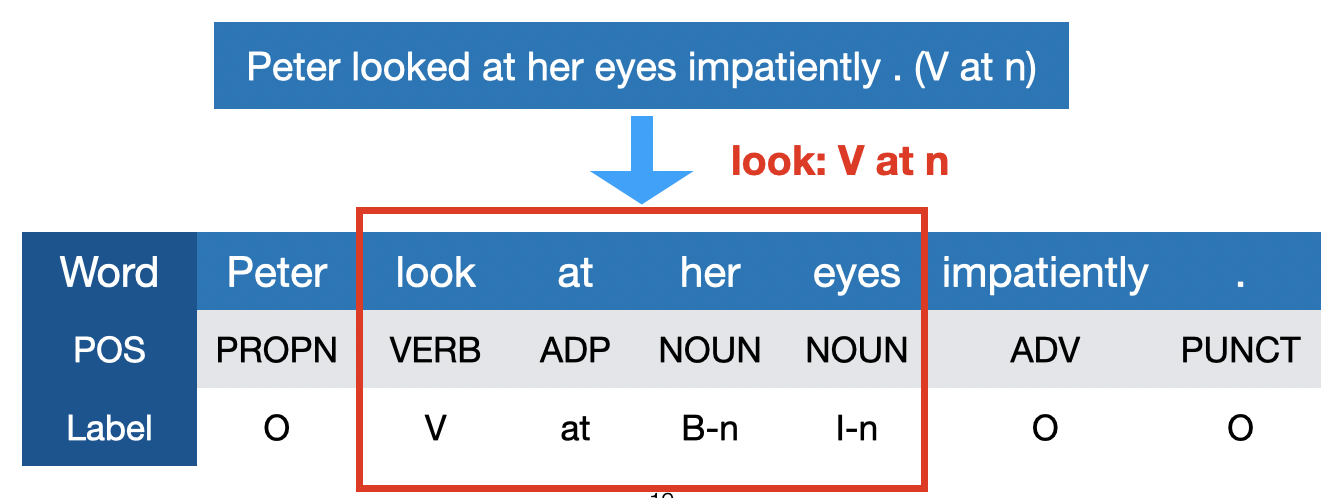 Peter looked at her eyes impatiently . (V at n)
look: V at n
Word Peter look at her eyes impatiently .
POS PROPN VERB ADP NOUN NOUN ADV PUNCT
Label O V at B-n I-n O O